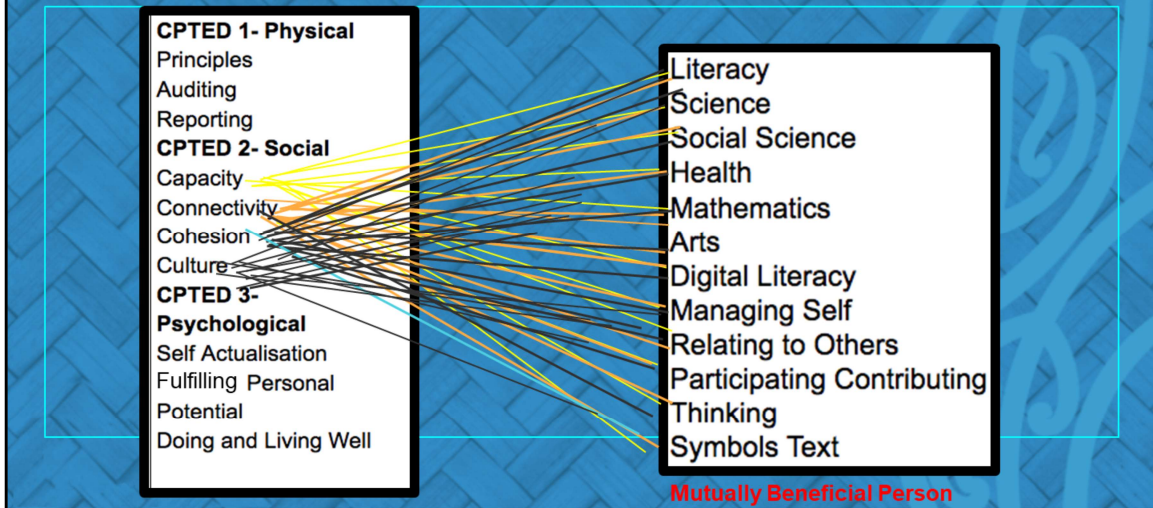 CPTED 1- Physical
Principles
Auditing
Reporting
CPTED 2- Social
Capacity
Connectivity
Cohesion
Culture
CPTED 3-
Psychological
Self Actualisation
Fulfilling Personal
Potential
Doing and Living Well
Literacy
Science
Social Science
Health
Mathematics
Arts
Digital Literacy
Managing Self
Relating to Others
Participating Contributing
Thinking
Symbols Text
Mutually Beneficial Person